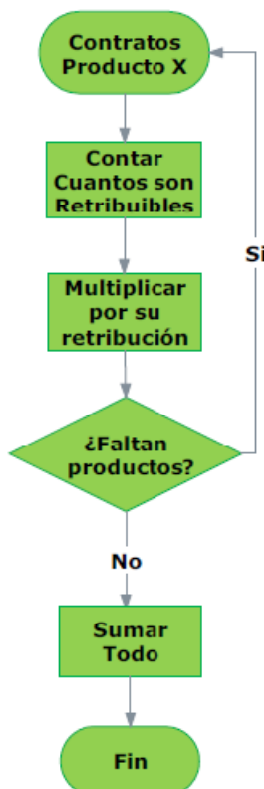 Contratos
Producto X
Contar
Cuantos son
Retribuibles
Si
Multiplicar
por su
retribución
¿Faltan
productos?
No
Sumar
Todo
Fin